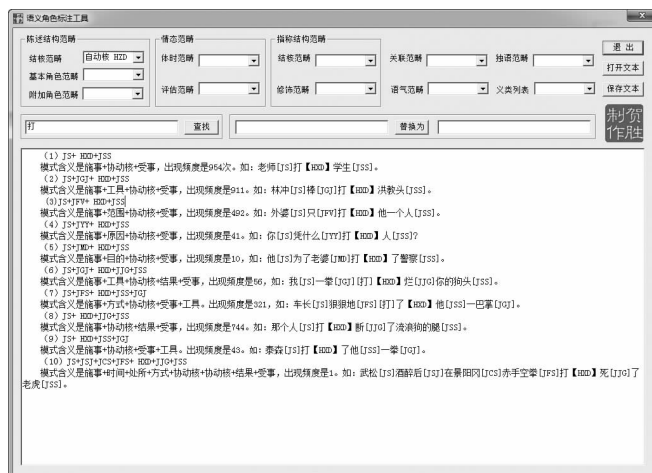 语义角色标注工具
陈述结构范畴 情态范畴 指称结构范畴
结核范畴 自动核 HZD 体时范畴 结核范畴 关联范畴 独语范畴 退 出
基本角色范畴 打开文本
附加角色范畴 评估范畴 修饰范畴 语气范畴 义类列表 保存文本
打 查找 替换为 制贺
作胜
(1) JS+ HXD+JSS
模式含义是施事+协动核+受事，出现频度是954次。如：老师[JS]打【HXD】学生[JSS]。
(2) JS+JGJ+ HXD+JSS
模式含义是施事+工具+协动核+受事，出现频度是911。如：林冲[JS]棒[JGJ]打【HXD】洪教头[JSS]。
(3)JS+JFV+ HXD+JSS
模式含义是施事+范围+协动核+受事，出现频度是492。如：外婆[JS]只[JFV]打【HXD】他一个人[JSS]。
(4) JS+JYY+ HXD+JSS
模式含义是施事+原因+协动核+受事，出现频度是41。如：你[JS]凭什么[JYY]打【HXD】人[JSS]?
(5) JS+JMD+ HXD+JSS
模式含义是施事+目的+协动核+受事，出现频度是10，如：他[JS]为了老婆[JMD]打【HXD】了警察[JSS]。
(6) JS+JGJ+ HXD+JJG+JSS
模式含义是施事+工具+协动核+结果+受事，出现频度是56，如：我[JS]一拳[JGJ][打]【HXD】烂[JJG]你的狗头[JSS]。
(7) JS+JFS+ HXD+JSS+JGJ
模式含义是施事+方式+协动核+受事+工具。出现频度是321，如：车长[JS]狠狠地[JFS][打]了【HXD】他[JSS]一巴掌[JGJ]。
(8) JS+ HXD+JJG+JSS
模式含义是施事+协动核+结果+受事，出现频度是744。如：那个人[JS]打【HXD】断[JJG]了流浪狗的腿[JSS]。
(9) JS+ HXD+JSS+JGJ
模式含义是施事+协动核+受事+工具。出现频度是43。如：泰森[JS]打【HXD】了他[JSS]一拳[JGJ]。
(10) JS+JSJ+JCS+JFS+ HXD+JJG+JSS
模式含义是施事+时间+处所+方式+协动核+协动核+结果+受事，出现频度是1。如：武松[JS]酒醉后[JSJ]在景阳冈[JCS]赤手空拳[JFS]打【HXD】死[JJG]了
老虎[JSS]。